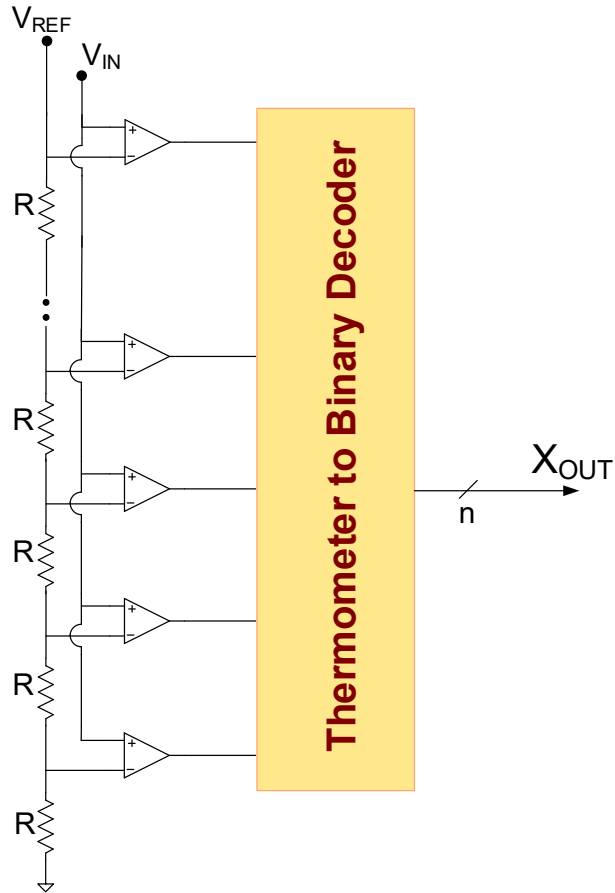 V_REF
V_IN
+
−
R
+
−
R
+
−
R
+
−
R
+
−
R
Thermometer to Binary Decoder
X_OUT
n